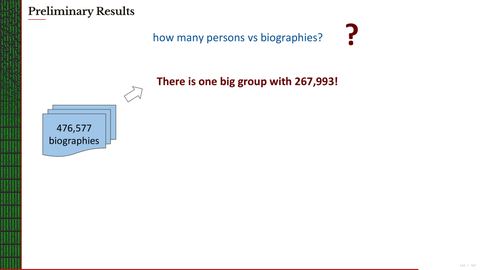 Preliminary Results
how many persons vs biographies?
?
There is one big group with 267,993!
476,577
biographies